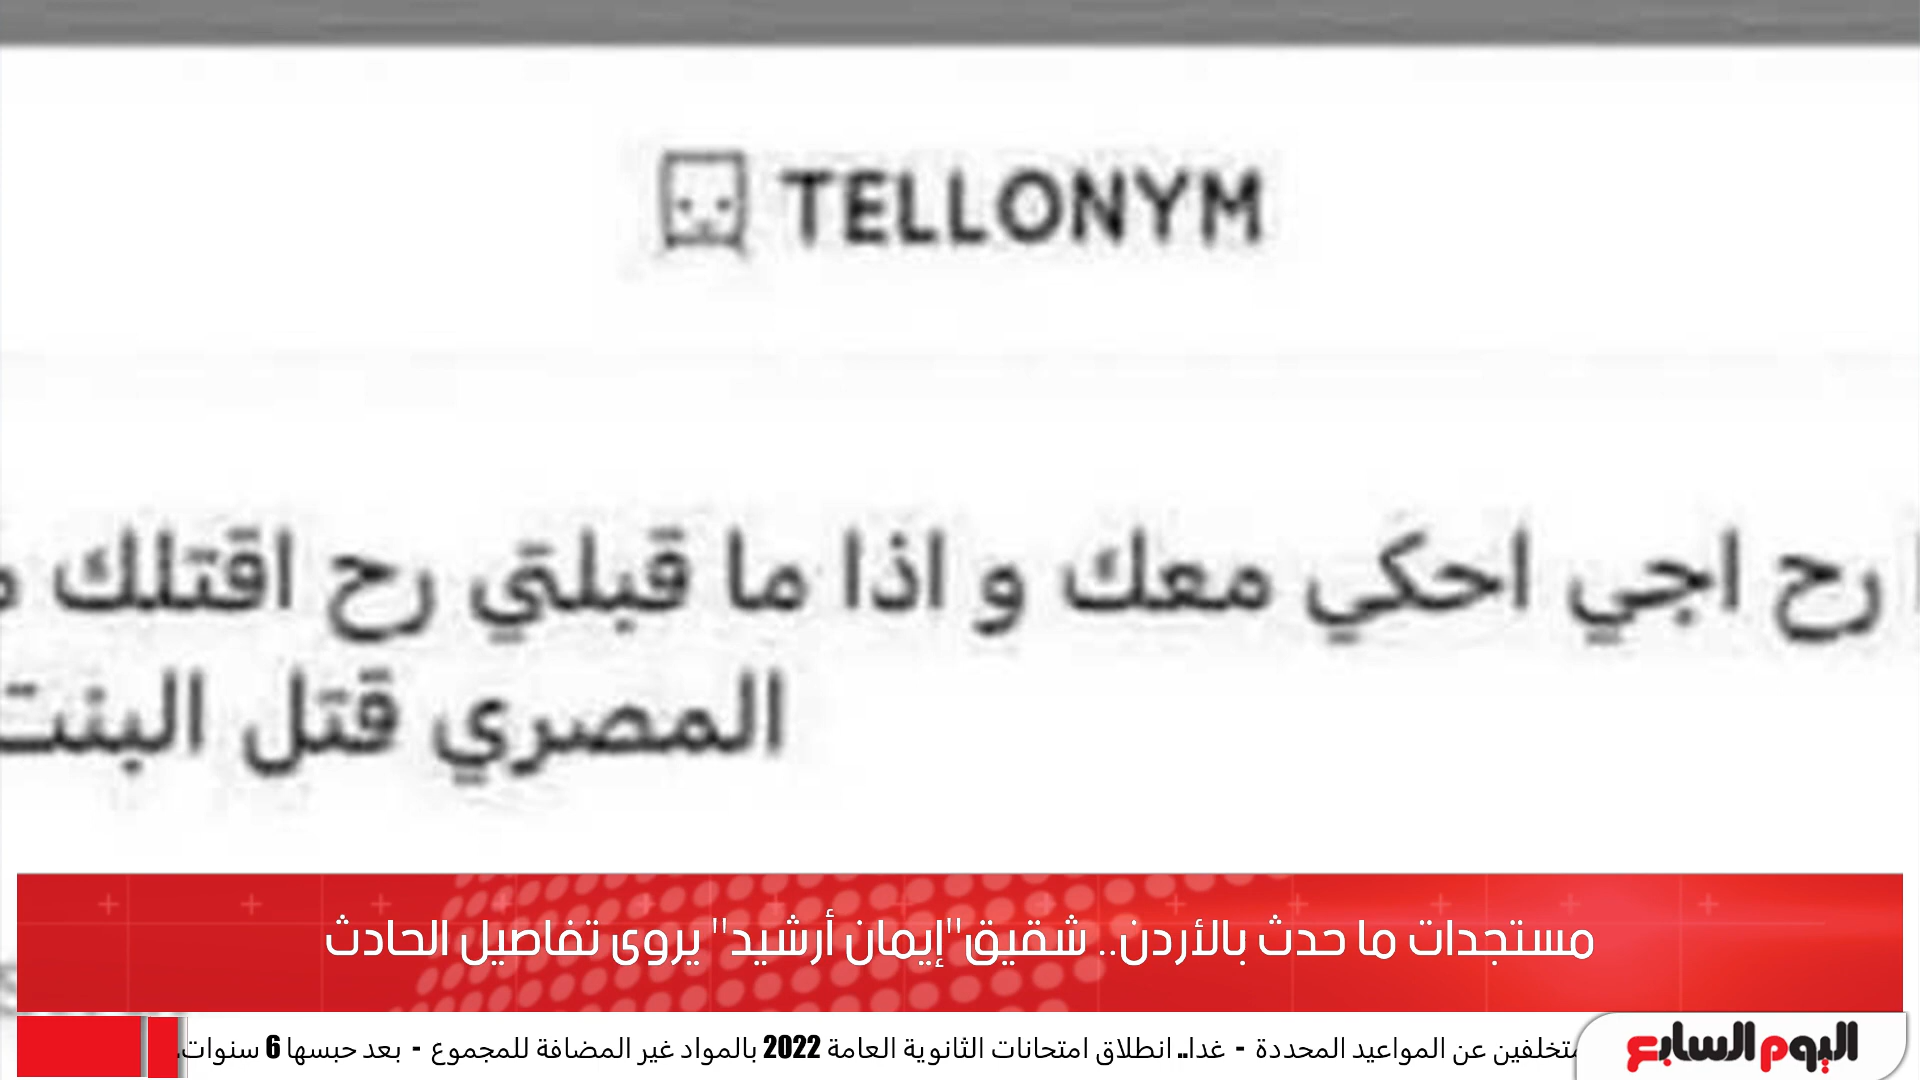 TELLONYM
رح اجي احكي معك و اذا ما قبلتي رح اقتلك
المصري قتل البنت
مستجدات ما حدث بالأردن.. شقيق"إيمان أرشيد" يروى تفاصيل الحادث
عن المواعيد المحددة - غدا.. انطلاق امتحانات الثانوية العامة 2022 بالمواد غير المضافة للمجموع - بعد حبسها 6 سنوات.
اليوم السابع